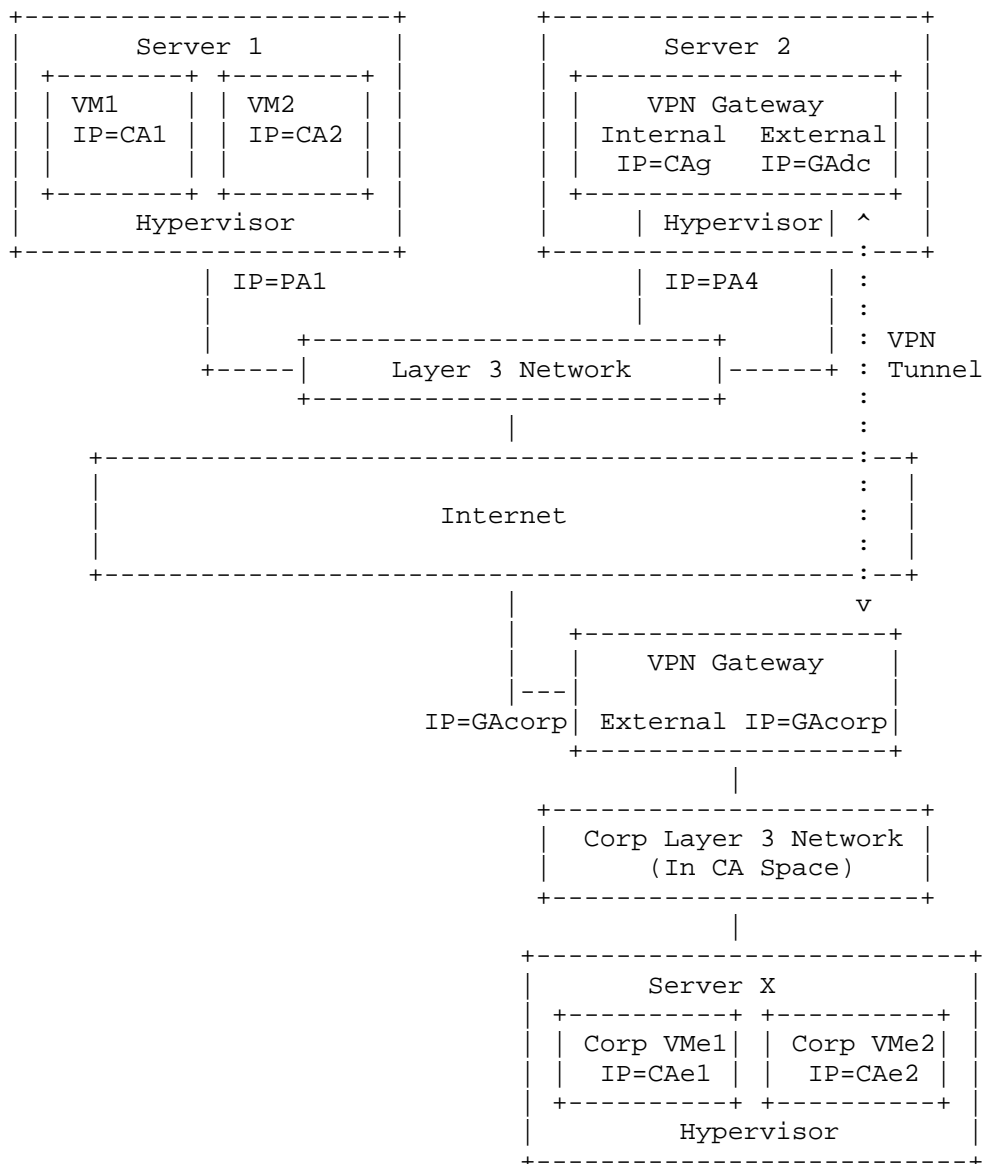 Server 1 Server 2
VM1 VM2 VPN Gateway
IP=CA1 IP=CA2 Internal External
IP=CAg IP=GAdc
Hypervisor Hypervisor ^
IP=PA1 IP=PA4
VPN
Layer 3 Network Tunnel
Internet
v
VPN Gateway
IP=GAcorp External IP=GAcorp
Corp Layer 3 Network
(In CA Space)
Server X
Corp VMe1 Corp VMe2
IP=CAe1 IP=CAe2
Hypervisor